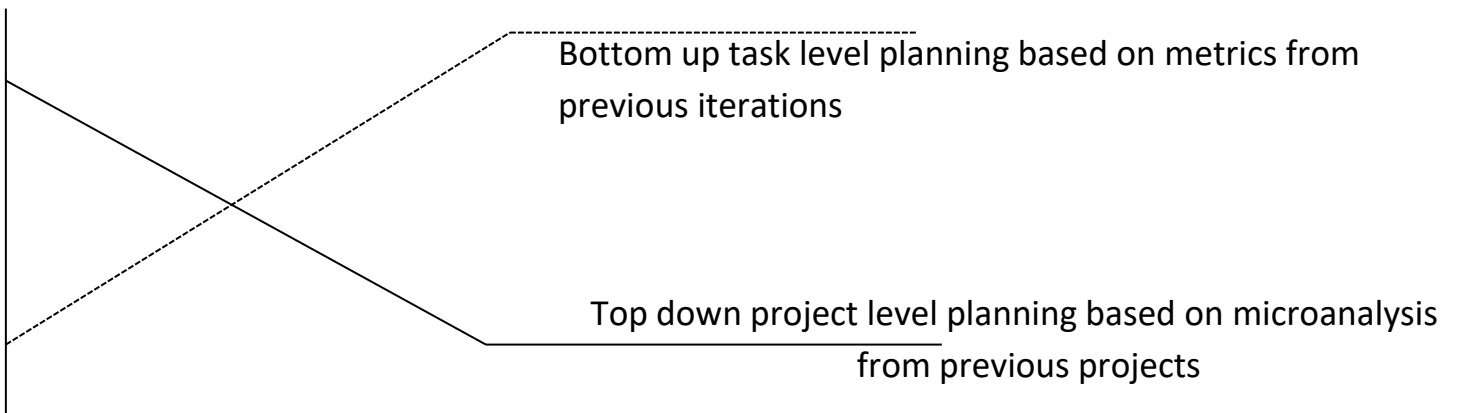 Bottom up task level planning based on metrics from
previous iterations
Top down project level planning based on microanalysis
from previous projects